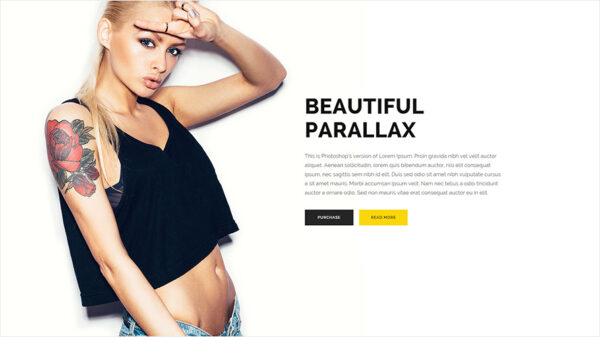 BEAUTIFUL
PARALLAX
This is Photoshop's version of Lorem Ipsum. Proin gravida nibh vel velit auctor
aliquet. Aenean sollicitudin, lorem quis bibendum auctor, nisi elit consequat
ipsum, nec sagittis sem nibh id elit. Duis sed odio sit amet nibh vulputate cursus
a sit amet mauris. Morbi accumsan ipsum velit. Nam nec tellus a odio tincidunt
auctor a ornare odio. Sed non mauris vitae erat consequat auctor eu in elit.
PURCHASE
READ MORE